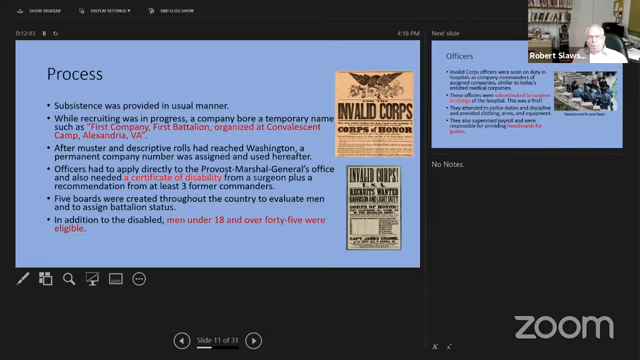 SHOW TASKBAR
DISPLAY SETTINGS
END SLIDE SHOW
0:12:43
4:18 PM
Process
Subsistence was provided in usual manner.
While recruiting was in progress, a company bore a temporary name
such as "First Company, First Battalion, organized at Convalescent
Camp, Alexandria, VA".
After muster and descriptive rolls had reached Washington, a
permanent company number was assigned and used hereafter.
Officers had to apply directly to the Provost-Marshal-General's office
and also needed a certificate of disability from a surgeon plus a
recommendation from at least 3 former commanders.
Five boards were created throughout the country to evaluate men
and to assign battalion status.
In addition to the disabled, men under 18 and over forty-five were
eligible.
INVALID CORPS
CORPS OF HONOR
INVALID CORPS!
RECRUITS WANTED
Slide 11 of 31
Next slide
Officers
Invalid Corps officers were soon on duty in
hospitals as company commanders of
assigned companies, similar to today's
enlisted medical corpsmen.
These officers were subordinated to surgeon
in charge of the hospital. This was a first!
They attended to police duties and discipline
and provided clothing, arms, and equipment.
They also supervised payroll and were
responsible for providing headboards for
graves.
No Notes.
Robert Slaws...
zoom